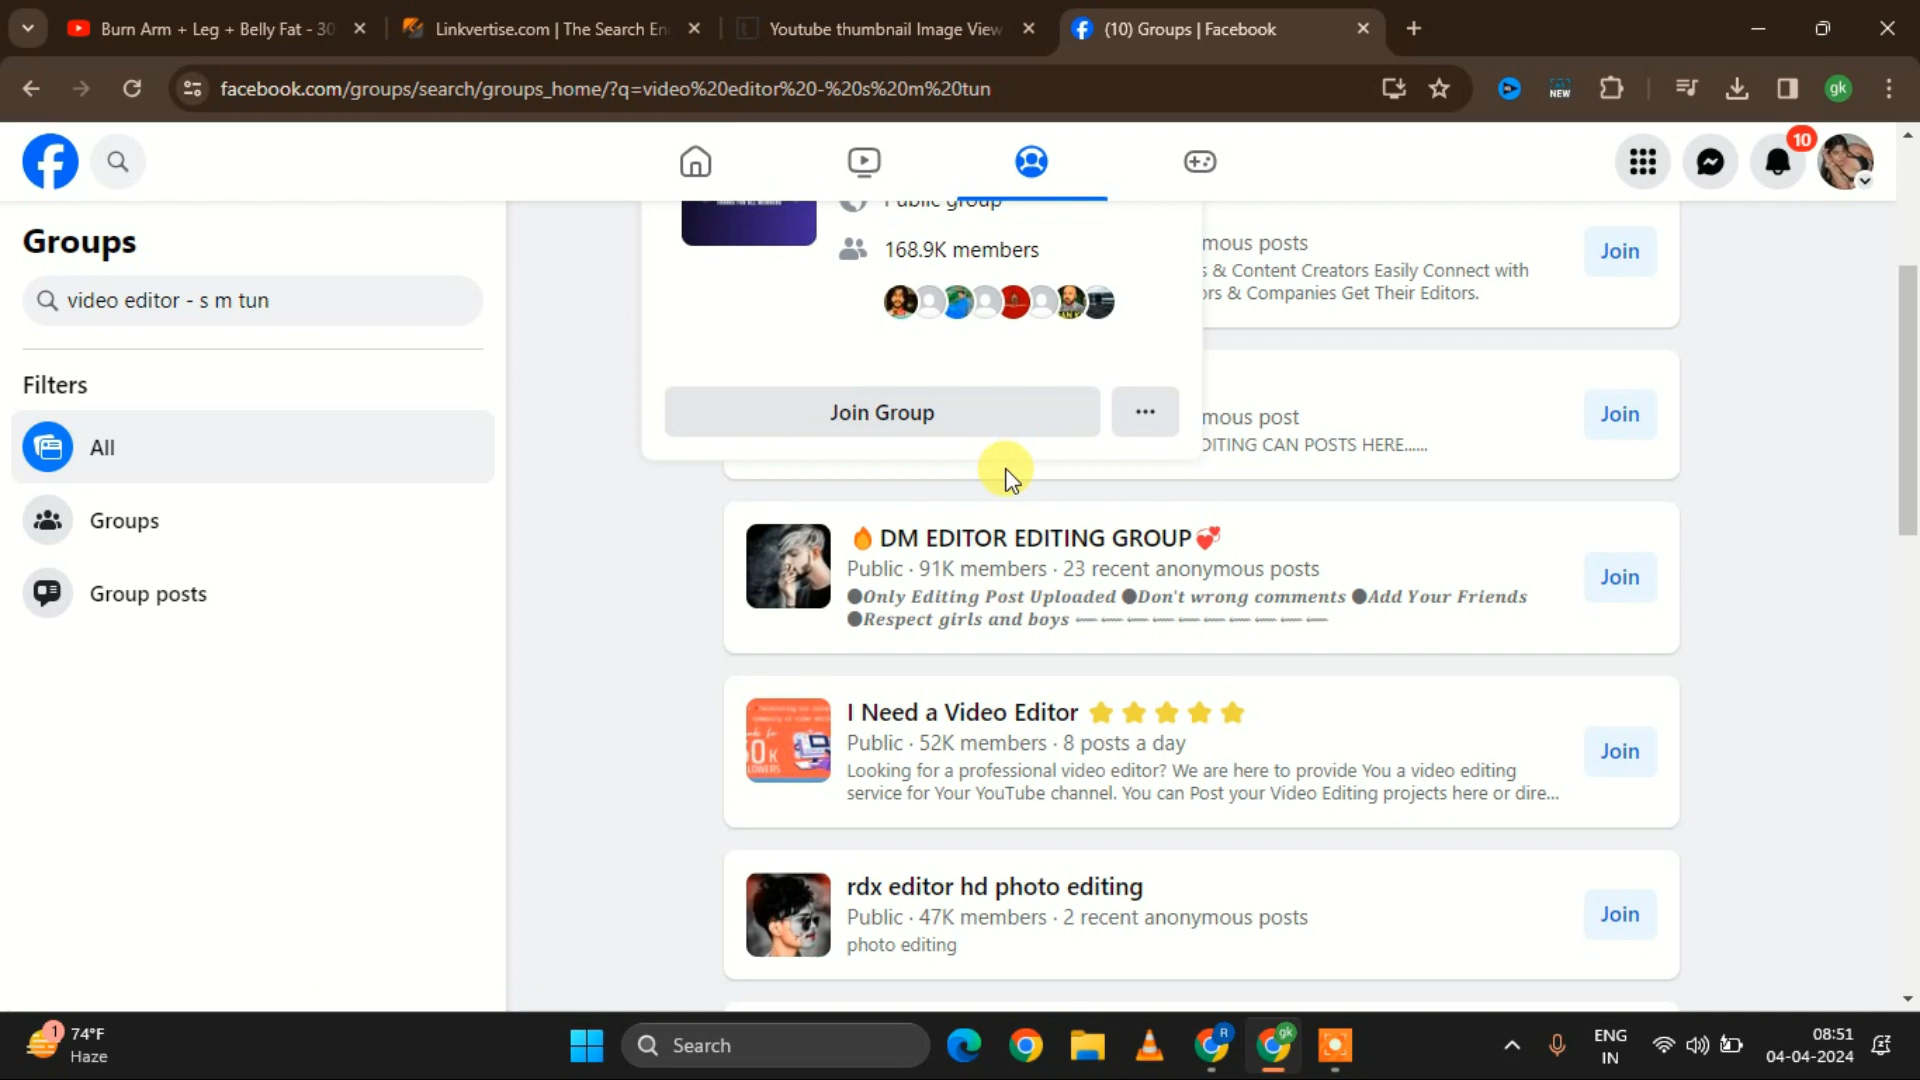 Burn Arm + Leg + Belly Fat - 30
Linkvertise.com | The Search En
Youtube thumbnail Image View
(10) Groups | Facebook
facebook.com/groups/search/groups_home/?q=video%20editor%20-%20s%20m%20tun
NEW
gk
10
Groups
video editor - s m tun
Filters
All
Groups
Group posts
Public group
168.9K members
Join Group
mous posts
s & Content Creators Easily Connect with
ors & Companies Get Their Editors.
Join
mous post
DITING CAN POSTS HERE......
Join
🔥 DM EDITOR EDITING GROUP💞
Public · 91K members · 23 recent anonymous posts
●Only Editing Post Uploaded ●Don't wrong comments ●Add Your Friends
●Respect girls and boys
Join
I Need a Video Editor ⭐ ⭐ ⭐ ⭐ ⭐
Public · 52K members · 8 posts a day
Looking for a professional video editor? We are here to provide You a video editing
service for Your YouTube channel. You can Post your Video Editing projects here or dire...
Join
rdx editor hd photo editing
Public · 47K members · 2 recent anonymous posts
photo editing
Join
1
74°F
Haze
Search
R
gk
ENG
IN
08:51
04-04-2024